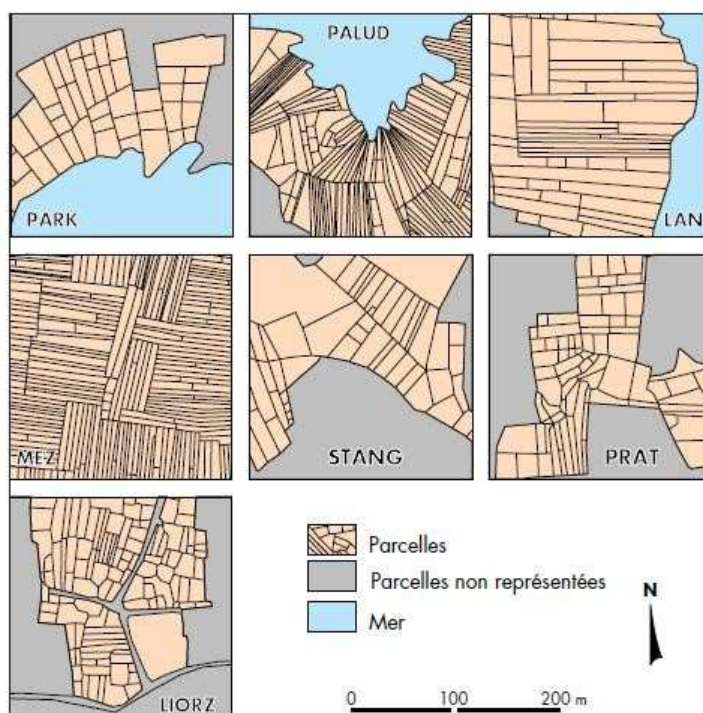 PARK
PALUD
LAN
MEZ
STANG
PRAT
LIORZ
Parcelles
Parcelles non représentées
Mer
N
0 100 200 m